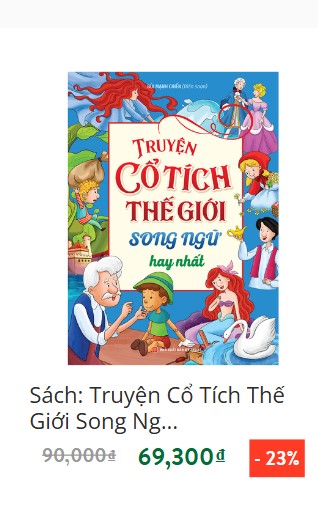 TRUYỆN
CỔ TÍCH
THẾ GIỚI
SONG NGỮ
hay nhất
Sách: Truyện Cổ Tích Thế
Giới Song Ng...
90,000₫ 69,300₫ - 23%